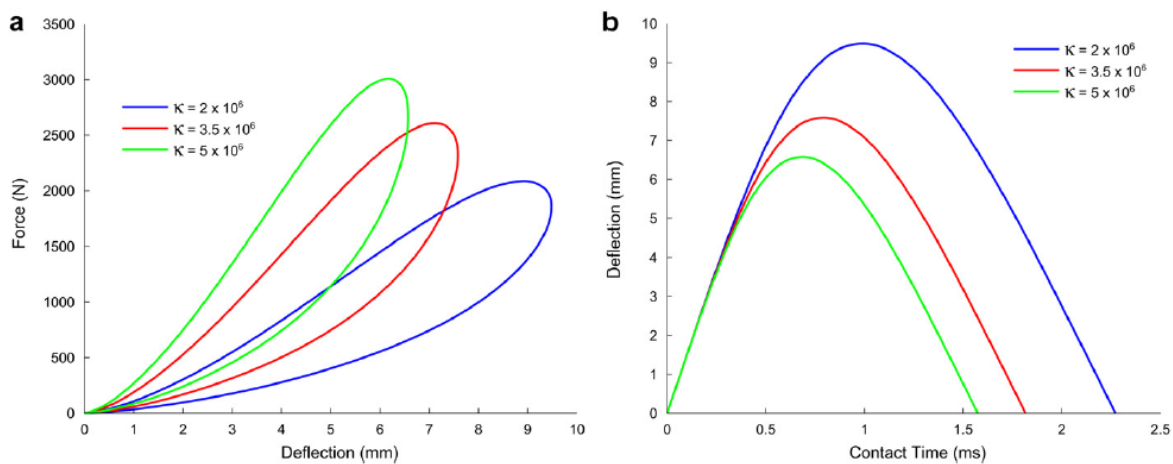 a
3500
3000
2500
2000
1500
1000
500
0
Force (N)
κ = 2 x 10⁶
κ = 3.5 x 10⁶
κ = 5 x 10⁶
0 1 2 3 4 5 6 7 8 9 10
Deflection (mm)
b
10
9
8
7
6
5
4
3
2
1
0
Deflection (mm)
κ = 2 x 10⁶
κ = 3.5 x 10⁶
κ = 5 x 10⁶
0 0.5 1 1.5 2 2.5
Contact Time (ms)